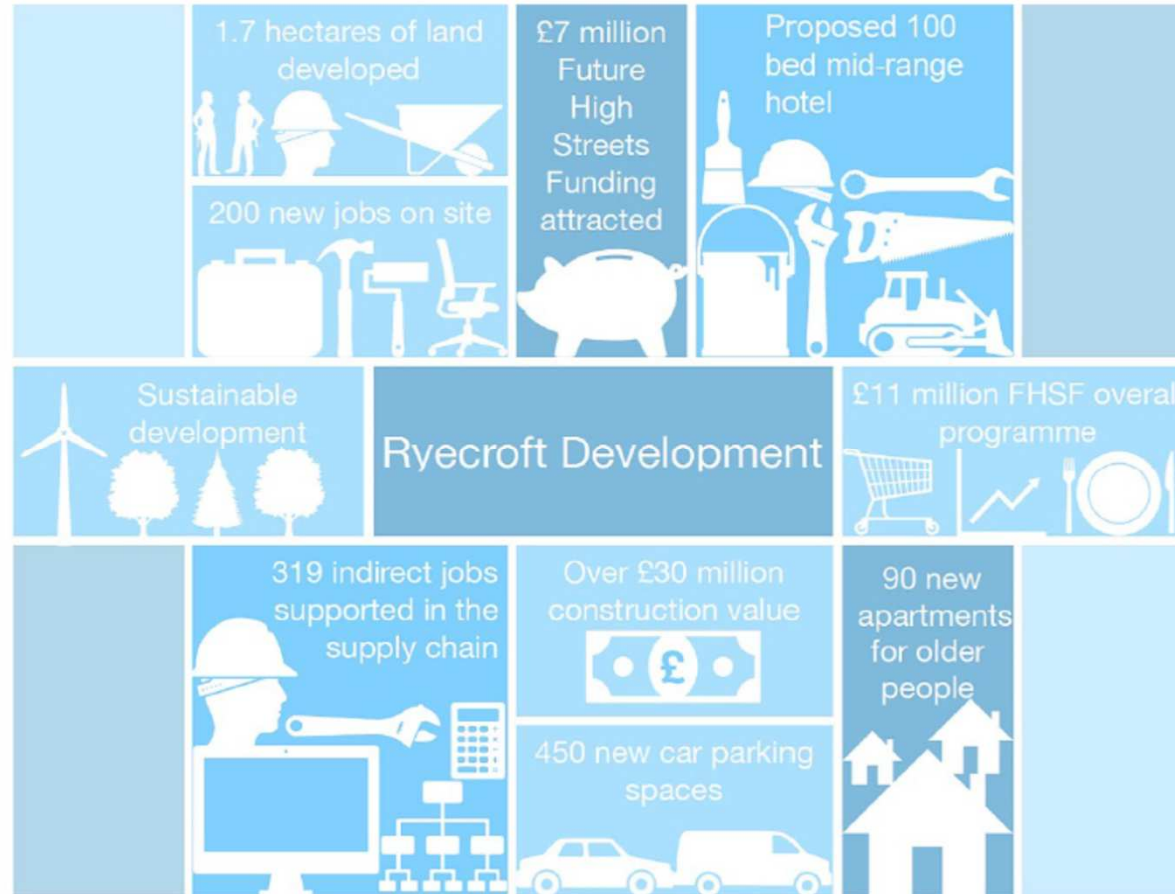 1.7 hectares of land
developed
£7 million
Future
High
Streets
Funding
attracted
Proposed 100
bed mid-range
hotel
200 new jobs on site
Sustainable
development
Ryecroft Development
£11 million FHSF overal
programme
319 indirect jobs
supported in the
supply chain
Over £30 million
construction value
£
450 new car parking
spaces
90 new
apartments
for older
people